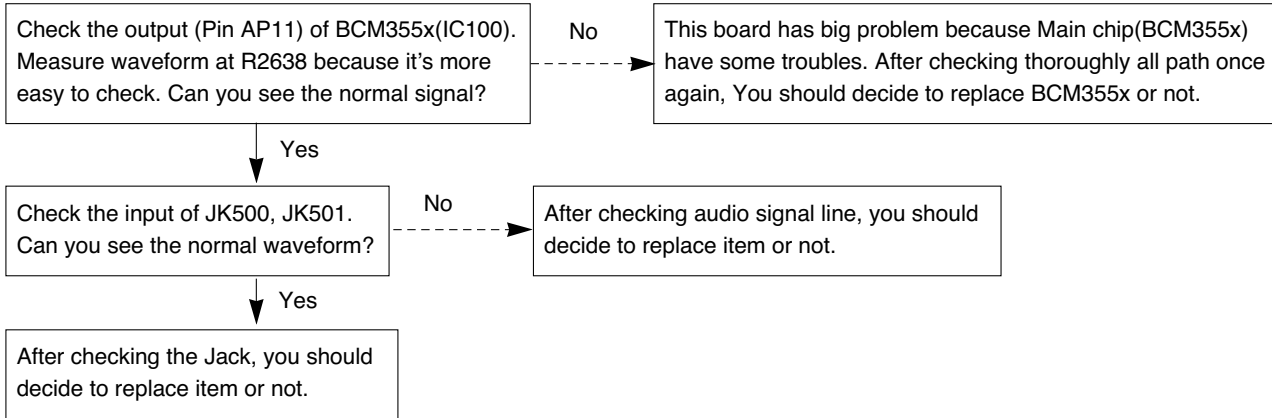 Check the output (Pin AP11) of BCM355x(IC100).
Measure waveform at R2638 because it's more
easy to check. Can you see the normal signal?
No
This board has big problem because Main chip(BCM355x)
have some troubles. After checking thoroughly all path once
again, You should decide to replace BCM355x or not.
Yes
Check the input of JK500, JK501.
Can you see the normal waveform?
No
After checking audio signal line, you should
decide to replace item or not.
Yes
After checking the Jack, you should
decide to replace item or not.